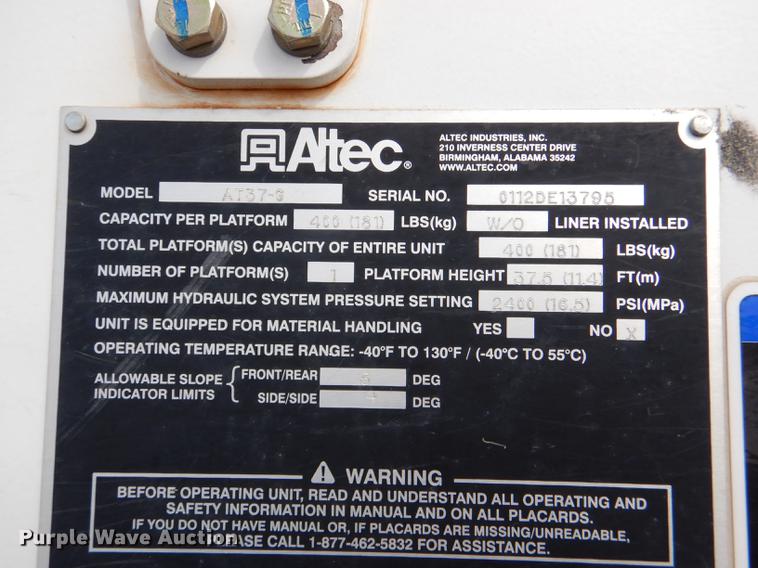 Altec®
ALTEC INDUSTRIES, INC.
210 INVERNESS CENTER DRIVE
BIRMINGHAM, ALABAMA 35242
WWW.ALTEC.COM
MODEL AT37-G SERIAL NO. 0112DE13795
CAPACITY PER PLATFORM 400 (181) LBS(kg) W/O LINER INSTALLED
TOTAL PLATFORM(S) CAPACITY OF ENTIRE UNIT 400 (181) LBS(kg)
NUMBER OF PLATFORM(S) 1 PLATFORM HEIGHT 37.5 (11.4) FT(m)
MAXIMUM HYDRAULIC SYSTEM PRESSURE SETTING 2400 (16.5) PSI(MPa)
UNIT IS EQUIPPED FOR MATERIAL HANDLING YES NO X
OPERATING TEMPERATURE RANGE: -40°F TO 130°F / (-40°C TO 55°C)
ALLOWABLE SLOPE INDICATOR LIMITS
FRONT/REAR DEG
SIDE/SIDE 4 DEG
WARNING
BEFORE OPERATING UNIT, READ AND UNDERSTAND ALL OPERATING AND
SAFETY INFORMATION IN MANUAL AND ON ALL PLACARDS.
IF YOU DO NOT HAVE MANUAL OR, IF PLACARDS ARE MISSING/UNREADABLE,
PLEASE CALL 1-877-462-5832 FOR ASSISTANCE.
Purple Wave Auction